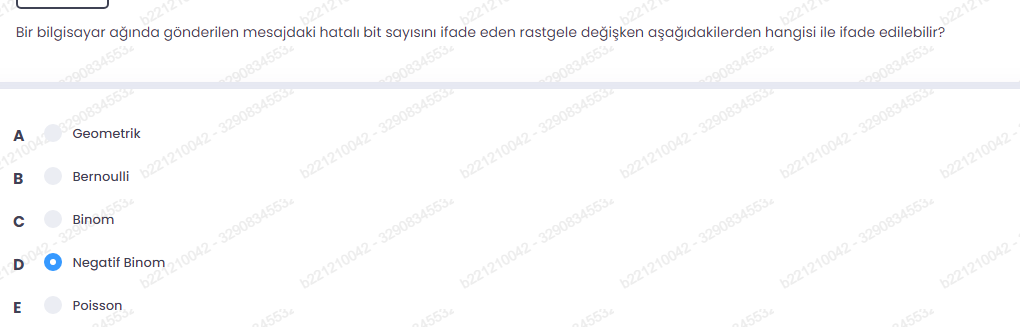 Bir bilgisayar ağında gönderilen mesajdaki hatalı bit sayısını ifade eden rastgele değişken aşağıdakilerden hangisi ile ifade edilebilir?
A Geometrik
B Bernoulli
C Binom
D Negatif Binom
E Poisson